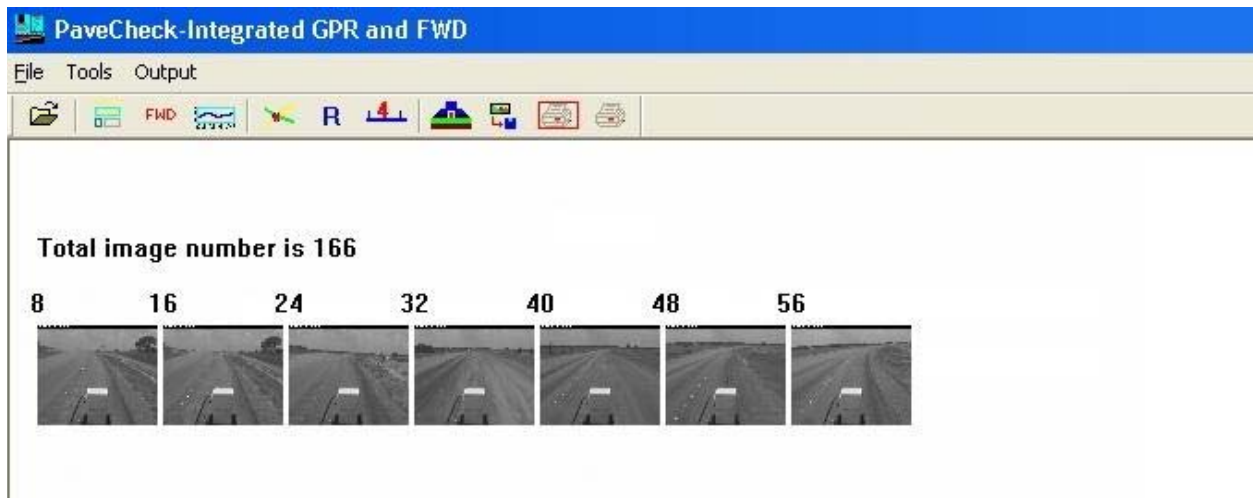 PaveCheck-Integrated GPR and FWD
File Tools Output
FWD R 4
Total image number is 166
8 16 24 32 40 48 56